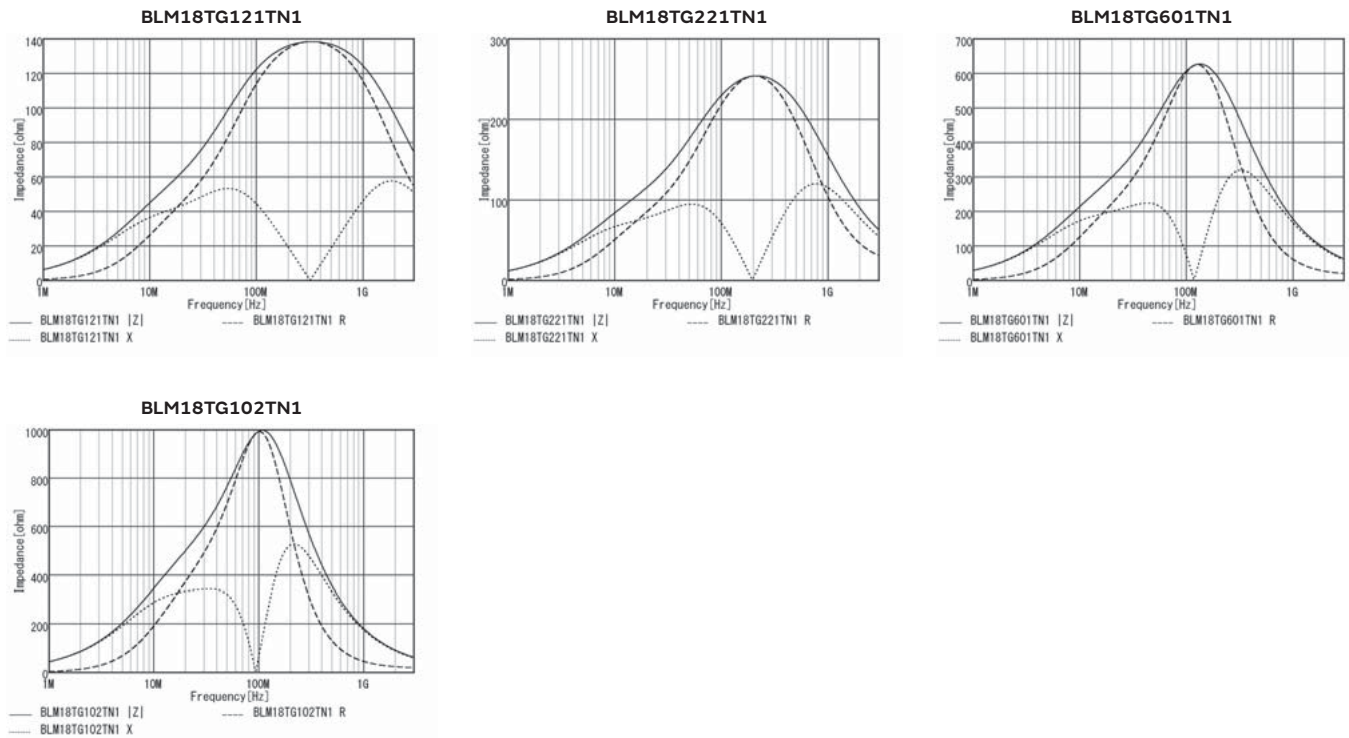 BLM18TG121TN1
140
120
100
80
60
40
20
0
Impedance[ohm]
1M 10M 100M 1G
Frequency[Hz]
BLM18TG121TN1 |Z| BLM18TG121TN1 R
BLM18TG121TN1 X
BLM18TG221TN1
300
200
100
0
Impedance[ohm]
1M 10M 100M 1G
Frequency[Hz]
BLM18TG221TN1 |Z| BLM18TG221TN1 R
BLM18TG221TN1 X
BLM18TG601TN1
700
600
500
400
300
200
100
0
Impedance[ohm]
1M 10M 100M 1G
Frequency[Hz]
BLM18TG601TN1 |Z| BLM18TG601TN1 R
BLM18TG601TN1 X
BLM18TG102TN1
1000
800
600
400
200
0
Impedance[ohm]
1M 10M 100M 1G
Frequency[Hz]
BLM18TG102TN1 |Z| BLM18TG102TN1 R
BLM18TG102TN1 X